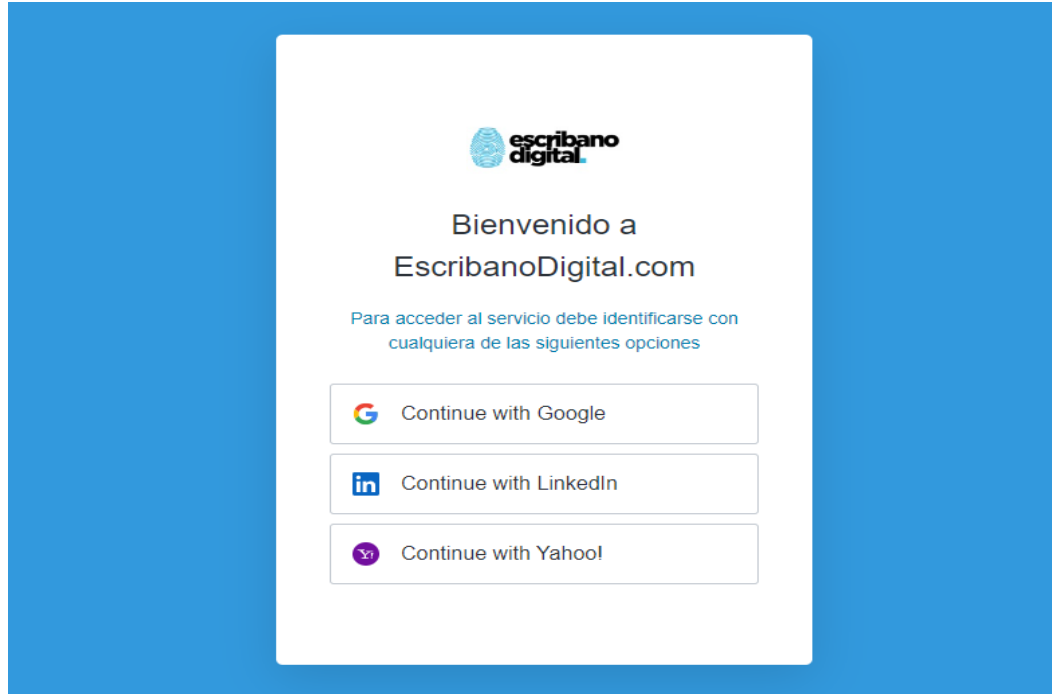 escribano
digital.
Bienvenido a
EscribanoDigital.com
Para acceder al servicio debe identificarse con
cualquiera de las siguientes opciones
Continue with Google
in Continue with LinkedIn
Y! Continue with Yahoo!